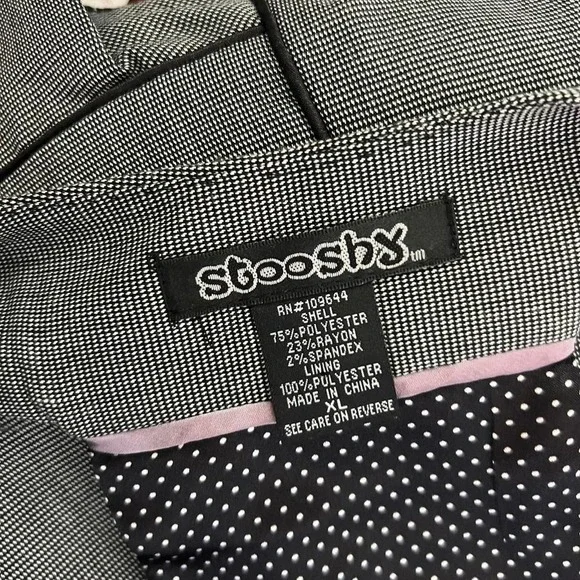 stooshy tm
RN#109644
SHELL
75%POLYESTER
23%RAYON
2%SPANDEX
LINING
100%POLYESTER
MADE IN CHINA
XL
SEE CARE ON REVERSE